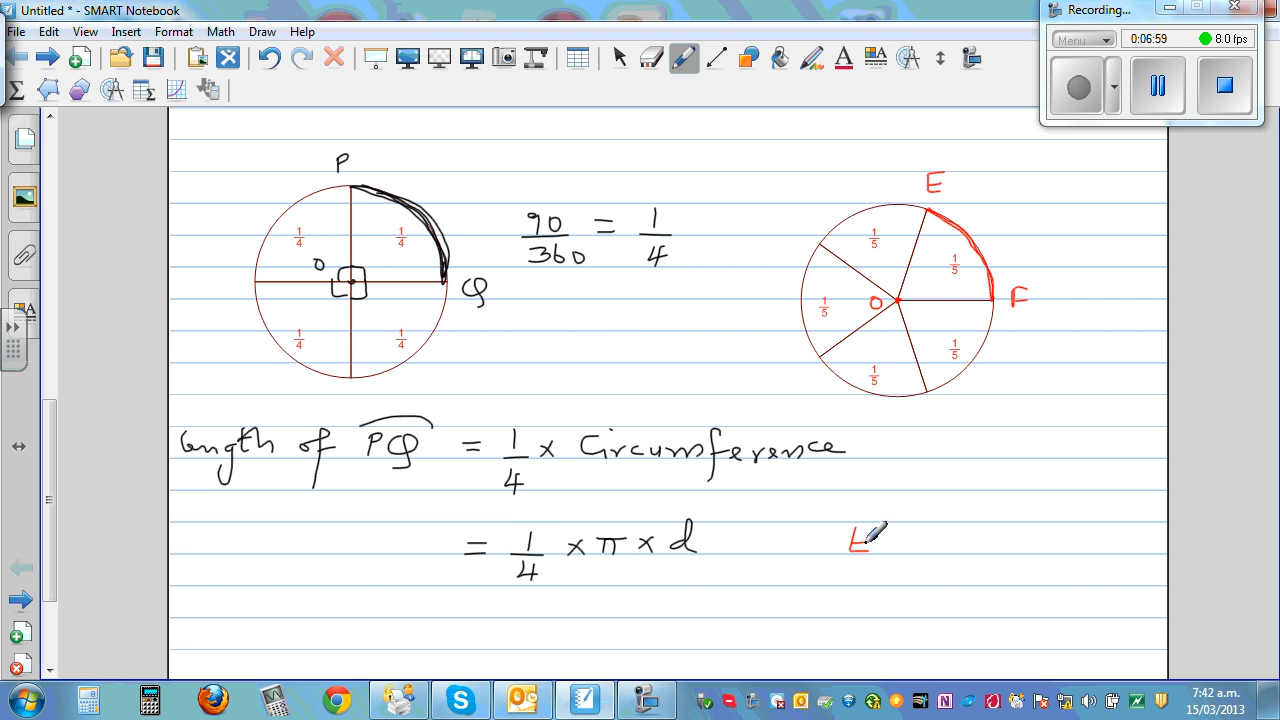 Untitled * - SMART Notebook
Recording...
File Edit View Insert Format Math Draw Help
Menu 0:06:59 8.0 fps
P
E
1/4 1/4
90/360 = 1/4
1/5 1/5
O
Q
1/5 O F
1/4 1/4
1/5 1/5
Length of PQ = 1/4 × Circumference
= 1/4 × π × d E
7:42 a.m.
15/03/2013